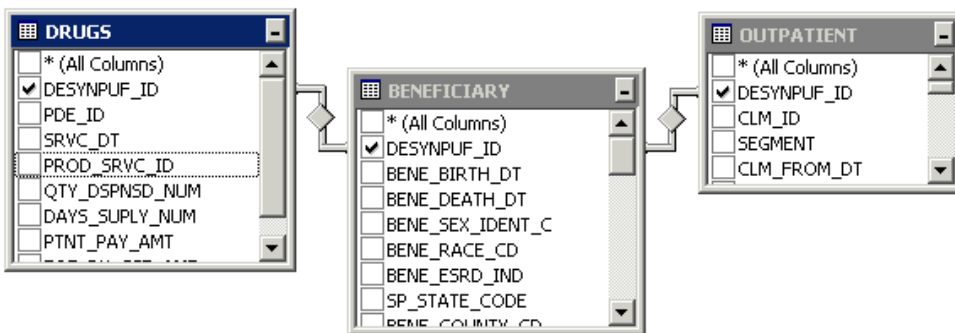 DRUGS
* (All Columns)
DESYNPUF_ID
PDE_ID
SRVC_DT
PROD_SRVC_ID
QTY_DSPNSD_NUM
DAYS_SUPLY_NUM
PTNT_PAY_AMT
BENEFICIARY
* (All Columns)
DESYNPUF_ID
BENE_BIRTH_DT
BENE_DEATH_DT
BENE_SEX_IDENT_C
BENE_RACE_CD
BENE_ESRD_IND
SP_STATE_CODE
BENE_COUNTY_CD
OUTPATIENT
* (All Columns)
DESYNPUF_ID
CLM_ID
SEGMENT
CLM_FROM_DT